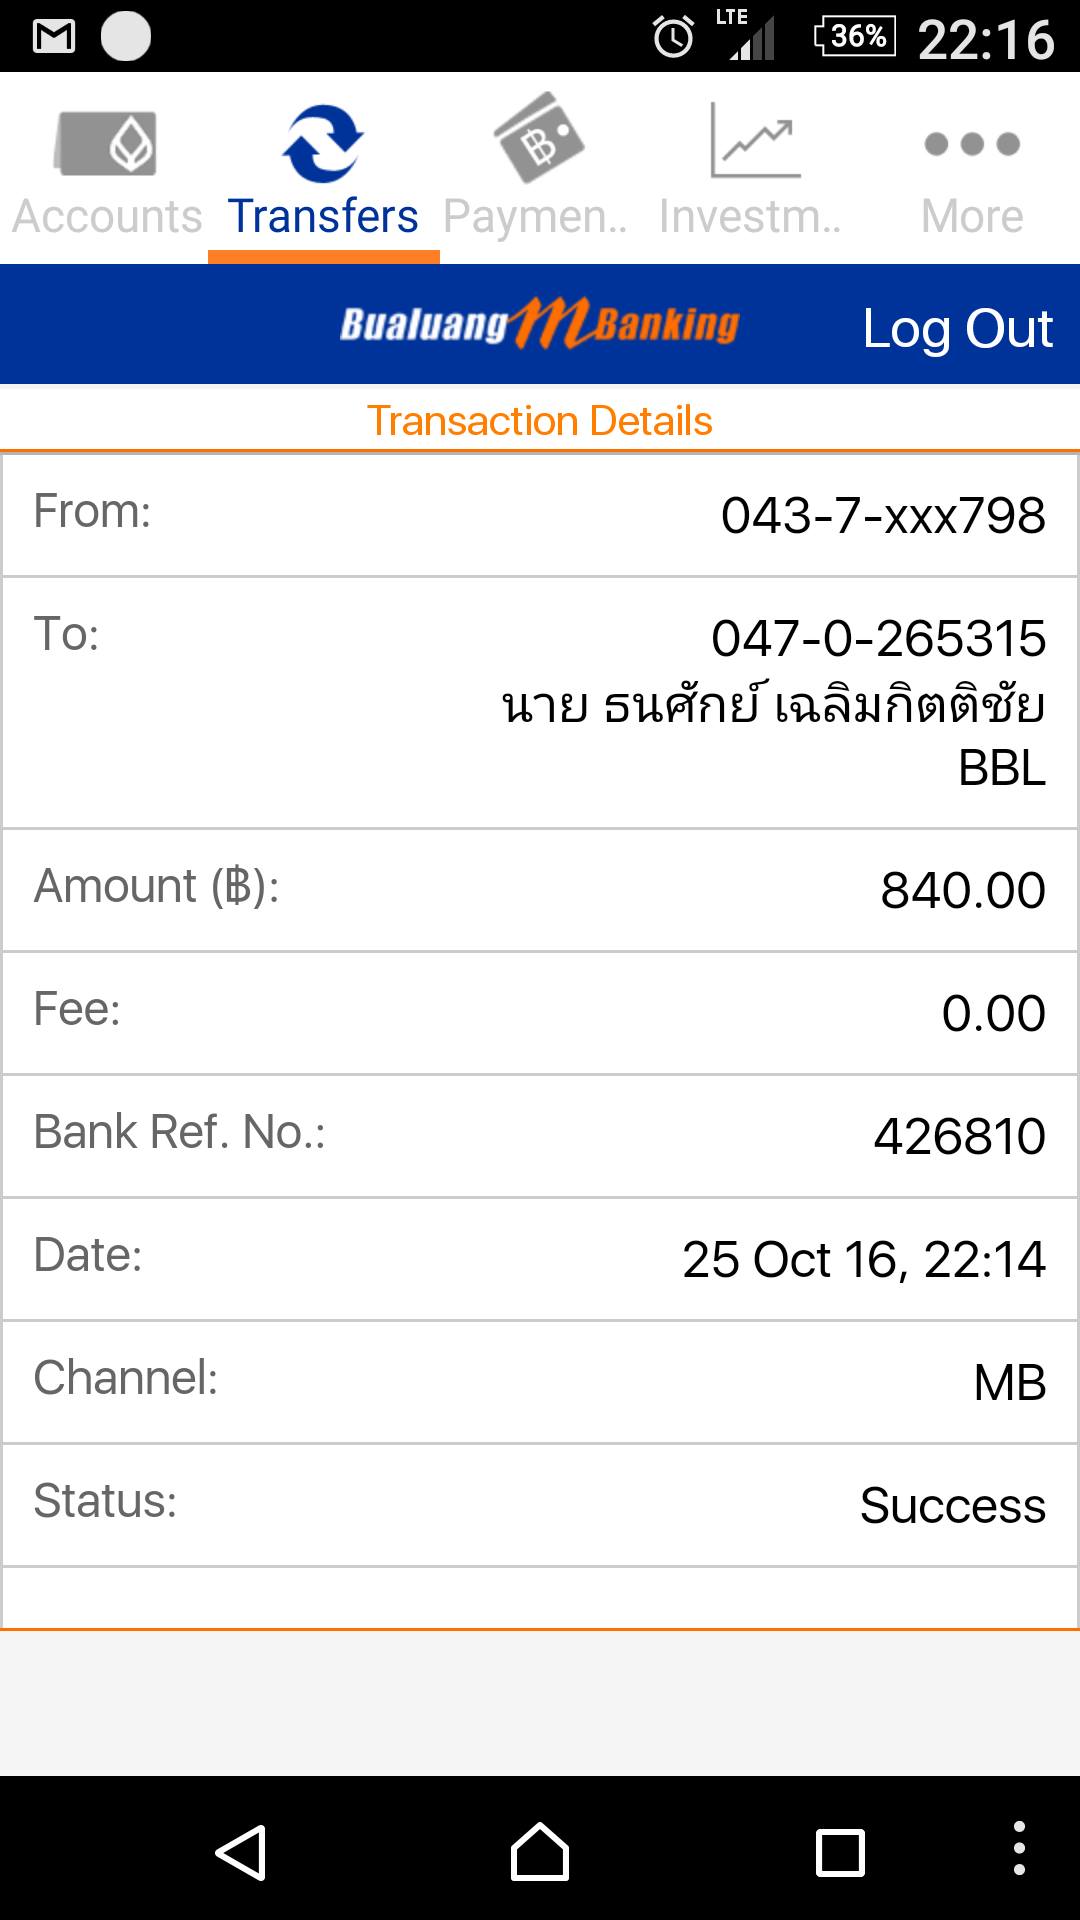 LTE 36% 22:16
Accounts Transfers Paymen.. Investm.. More
Bualuang mBanking Log Out
Transaction Details
From: 043-7-xxx798
To: 047-0-265315
นาย ธนศักย์ เฉลิมกิตติชัย
BBL
Amount (฿): 840.00
Fee: 0.00
Bank Ref. No.: 426810
Date: 25 Oct 16, 22:14
Channel: MB
Status: Success